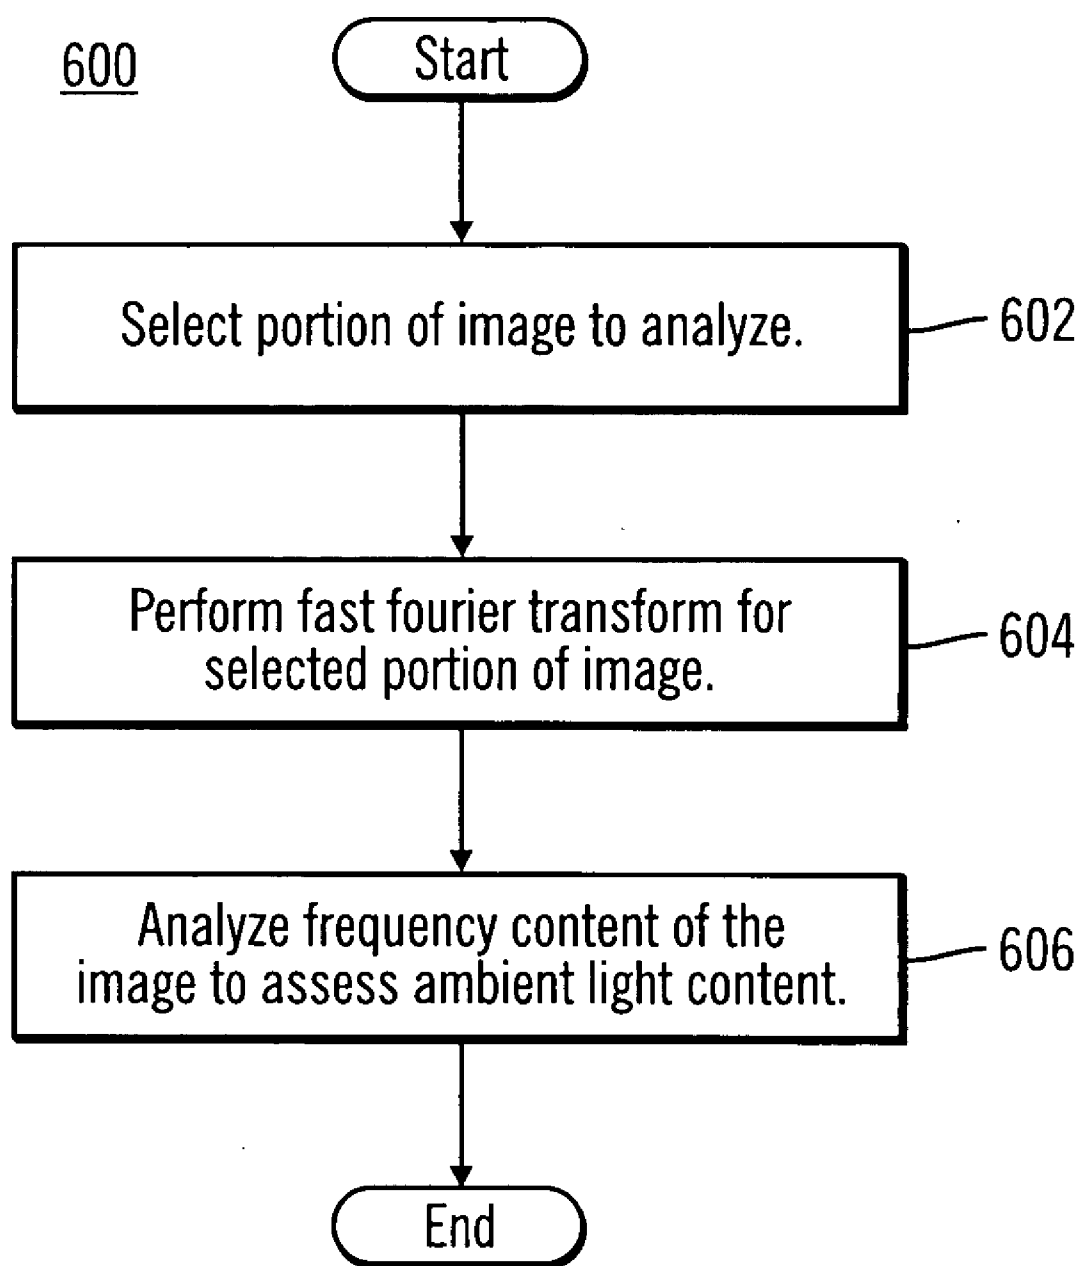 600
Start
Select portion of image to analyze.
602
Perform fast fourier transform for
selected portion of image.
604
Analyze frequency content of the
image to assess ambient light content.
606
End